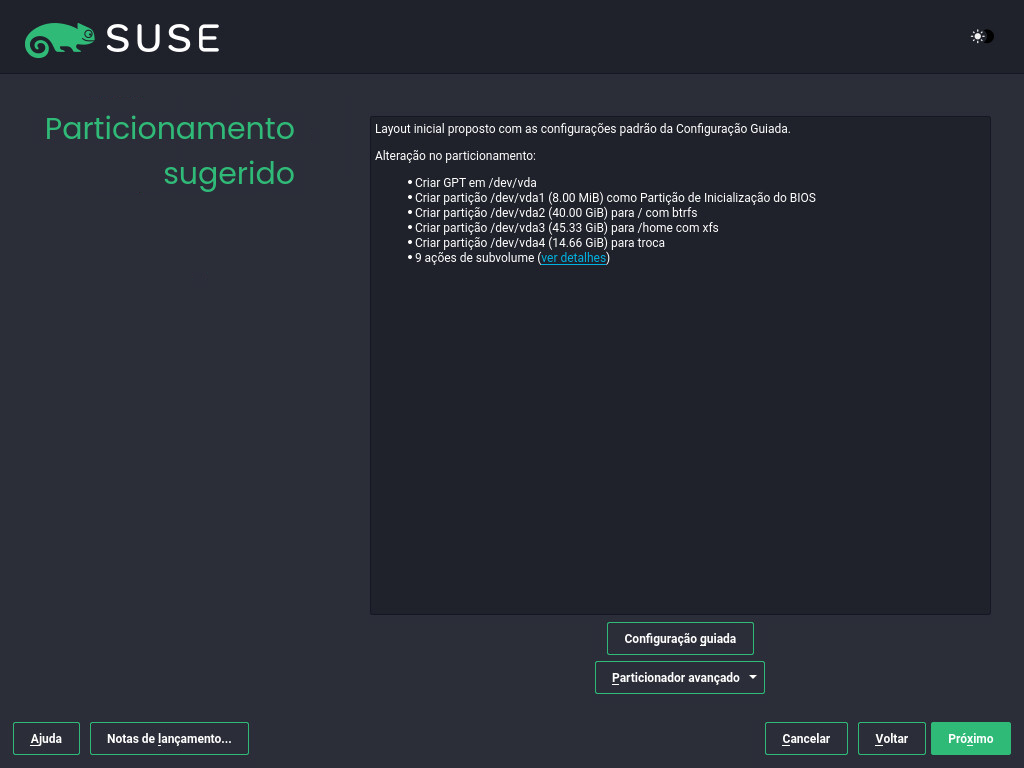 SUSE
Particionamento
sugerido
Layout inicial proposto com as configurações padrão da Configuração Guiada.
Alteração no particionamento:
• Criar GPT em /dev/vda
• Criar partição /dev/vda1 (8.00 MiB) como Partição de Inicialização do BIOS
• Criar partição /dev/vda2 (40.00 GiB) para / com btrfs
• Criar partição /dev/vda3 (45.33 GiB) para /home com xfs
• Criar partição /dev/vda4 (14.66 GiB) para troca
• 9 ações de subvolume (ver detalhes)
Configuração guiada
Particionador avançado
Ajuda
Notas de lançamento...
Cancelar
Voltar
Próximo